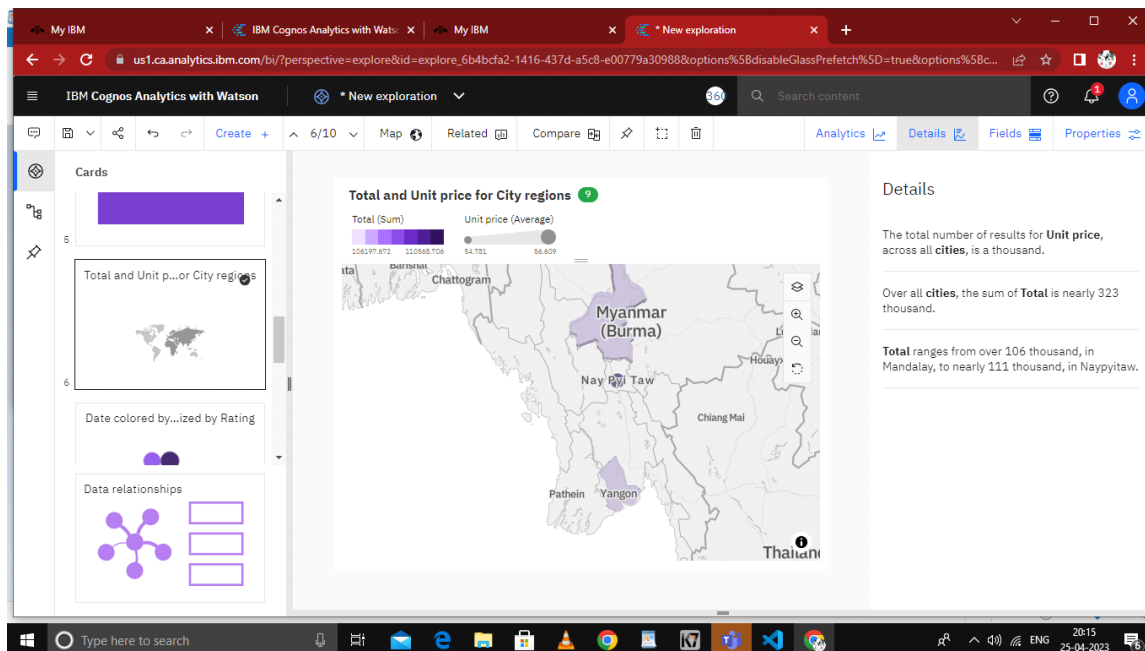 My IBM
IBM Cognos Analytics with Wats
My IBM
* New exploration
us1.ca.analytics.ibm.com/bi/?perspective=explore&id=explore_6b4bcfa2-1416-437d-a5c8-e00779a30988&options%5BdisableGlassPrefetch%5D=true&options%5Bc...
IBM Cognos Analytics with Watson
* New exploration
360
Search content
1
Create +
6/10
Map
Related
Compare
Analytics
Details
Fields
Properties
Cards
5
Total and Unit p...or City regions
6
Date colored by...ized by Rating
Data relationships
Total and Unit price for City regions 9
Total (Sum)
Unit price (Average)
106197.672 110568.706
54.781 56.609
Barishal
Chattogram
Myanmar
(Burma)
Houayx
Nay Pyi Taw
Chiang Mai
Pathein
Yangon
Thailand
Details
The total number of results for Unit price,
across all cities, is a thousand.
Over all cities, the sum of Total is nearly 323
thousand.
Total ranges from over 106 thousand, in
Mandalay, to nearly 111 thousand, in Naypyitaw.
Type here to search
ENG
20:15
25-04-2023